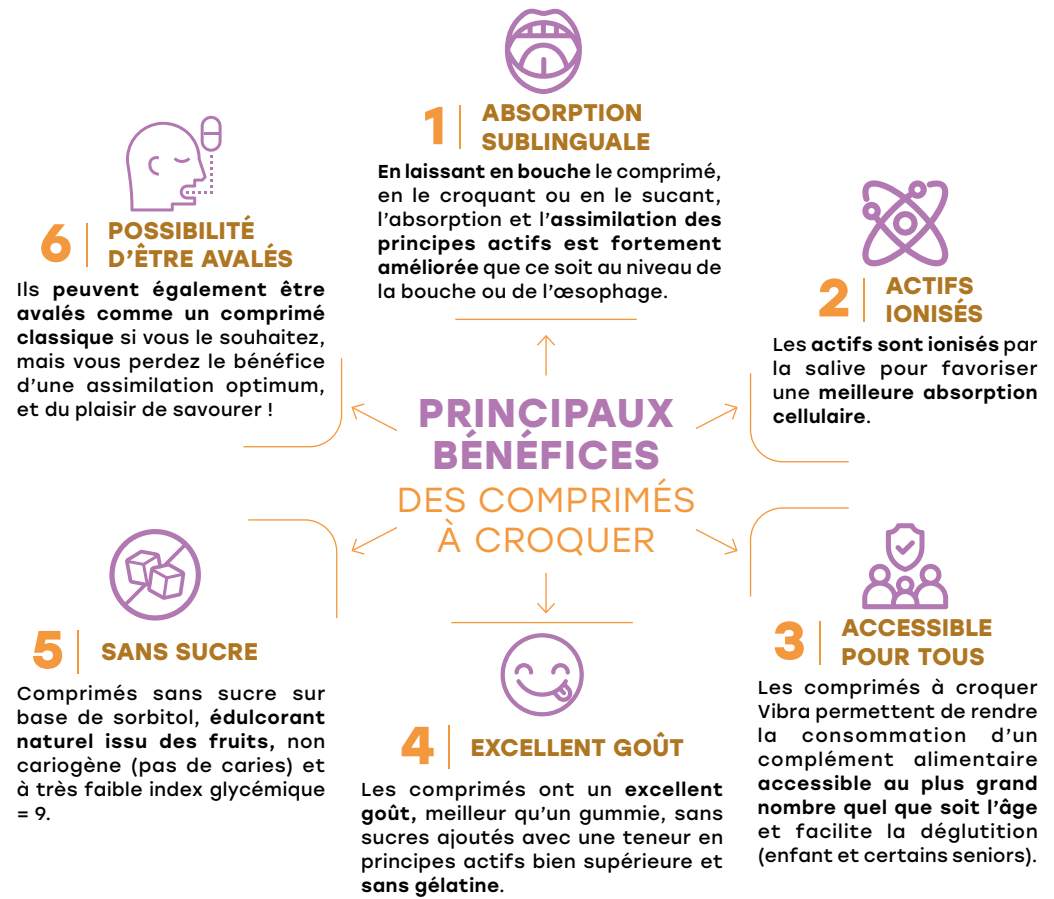 PRINCIPAUX
BÉNÉFICES
DES COMPRIMÉS
À CROQUER
1
ABSORPTION
SUBLINGUALE
En laissant en bouche le comprimé,
en le croquant ou en le sucant,
l'absorption et l'assimilation des
principes actifs est fortement
améliorée que ce soit au niveau de
la bouche ou de l'œsophage.
2
ACTIFS
IONISÉS
Les actifs sont ionisés par
la salive pour favoriser
une meilleure absorption
cellulaire.
3
ACCESSIBLE
POUR TOUS
Les comprimés à croquer
Vibra permettent de rendre
la consommation d'un
complément alimentaire
accessible au plus grand
nombre quel que soit l'âge
et facilite la déglutition
(enfant et certains seniors).
4
EXCELLENT GOÛT
Les comprimés ont un excellent
goût, meilleur qu'un gummie, sans
sucres ajoutés avec une teneur en
principes actifs bien supérieure et
sans gélatine.
5
SANS SUCRE
Comprimés sans sucre sur
base de sorbitol, édulcorant
naturel issu des fruits, non
cariogène (pas de caries) et
à très faible index glycémique
= 9.
6
POSSIBILITÉ
D'ÊTRE AVALÉS
Ils peuvent également être
avalés comme un comprimé
classique si vous le souhaitez,
mais vous perdez le bénéfice
d'une assimilation optimum,
et du plaisir de savourer !